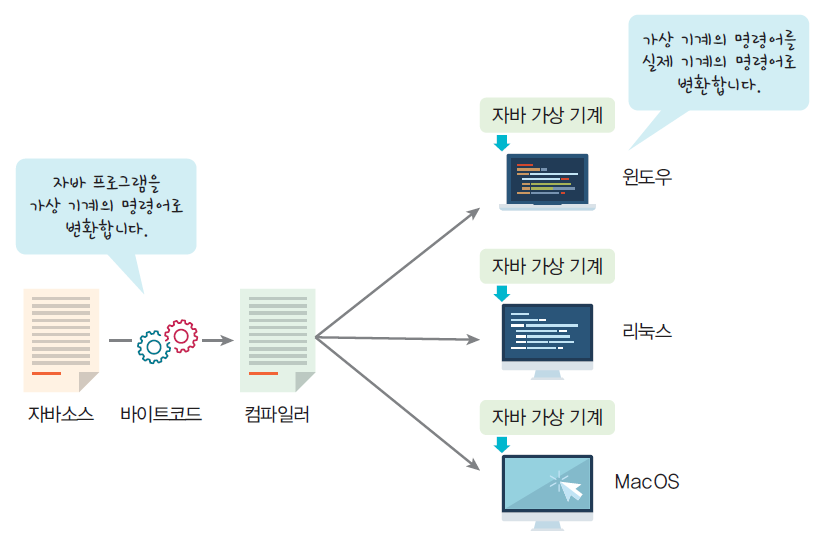 가상 기계의 명령어를
실제 기계의 명령어로
변환합니다.
자바 가상 기계
윈도우
자바 프로그램을
가상 기계의 명령어로
변환합니다.
자바 가상 기계
리눅스
자바소스
바이트코드
컴파일러
자바 가상 기계
MacOS